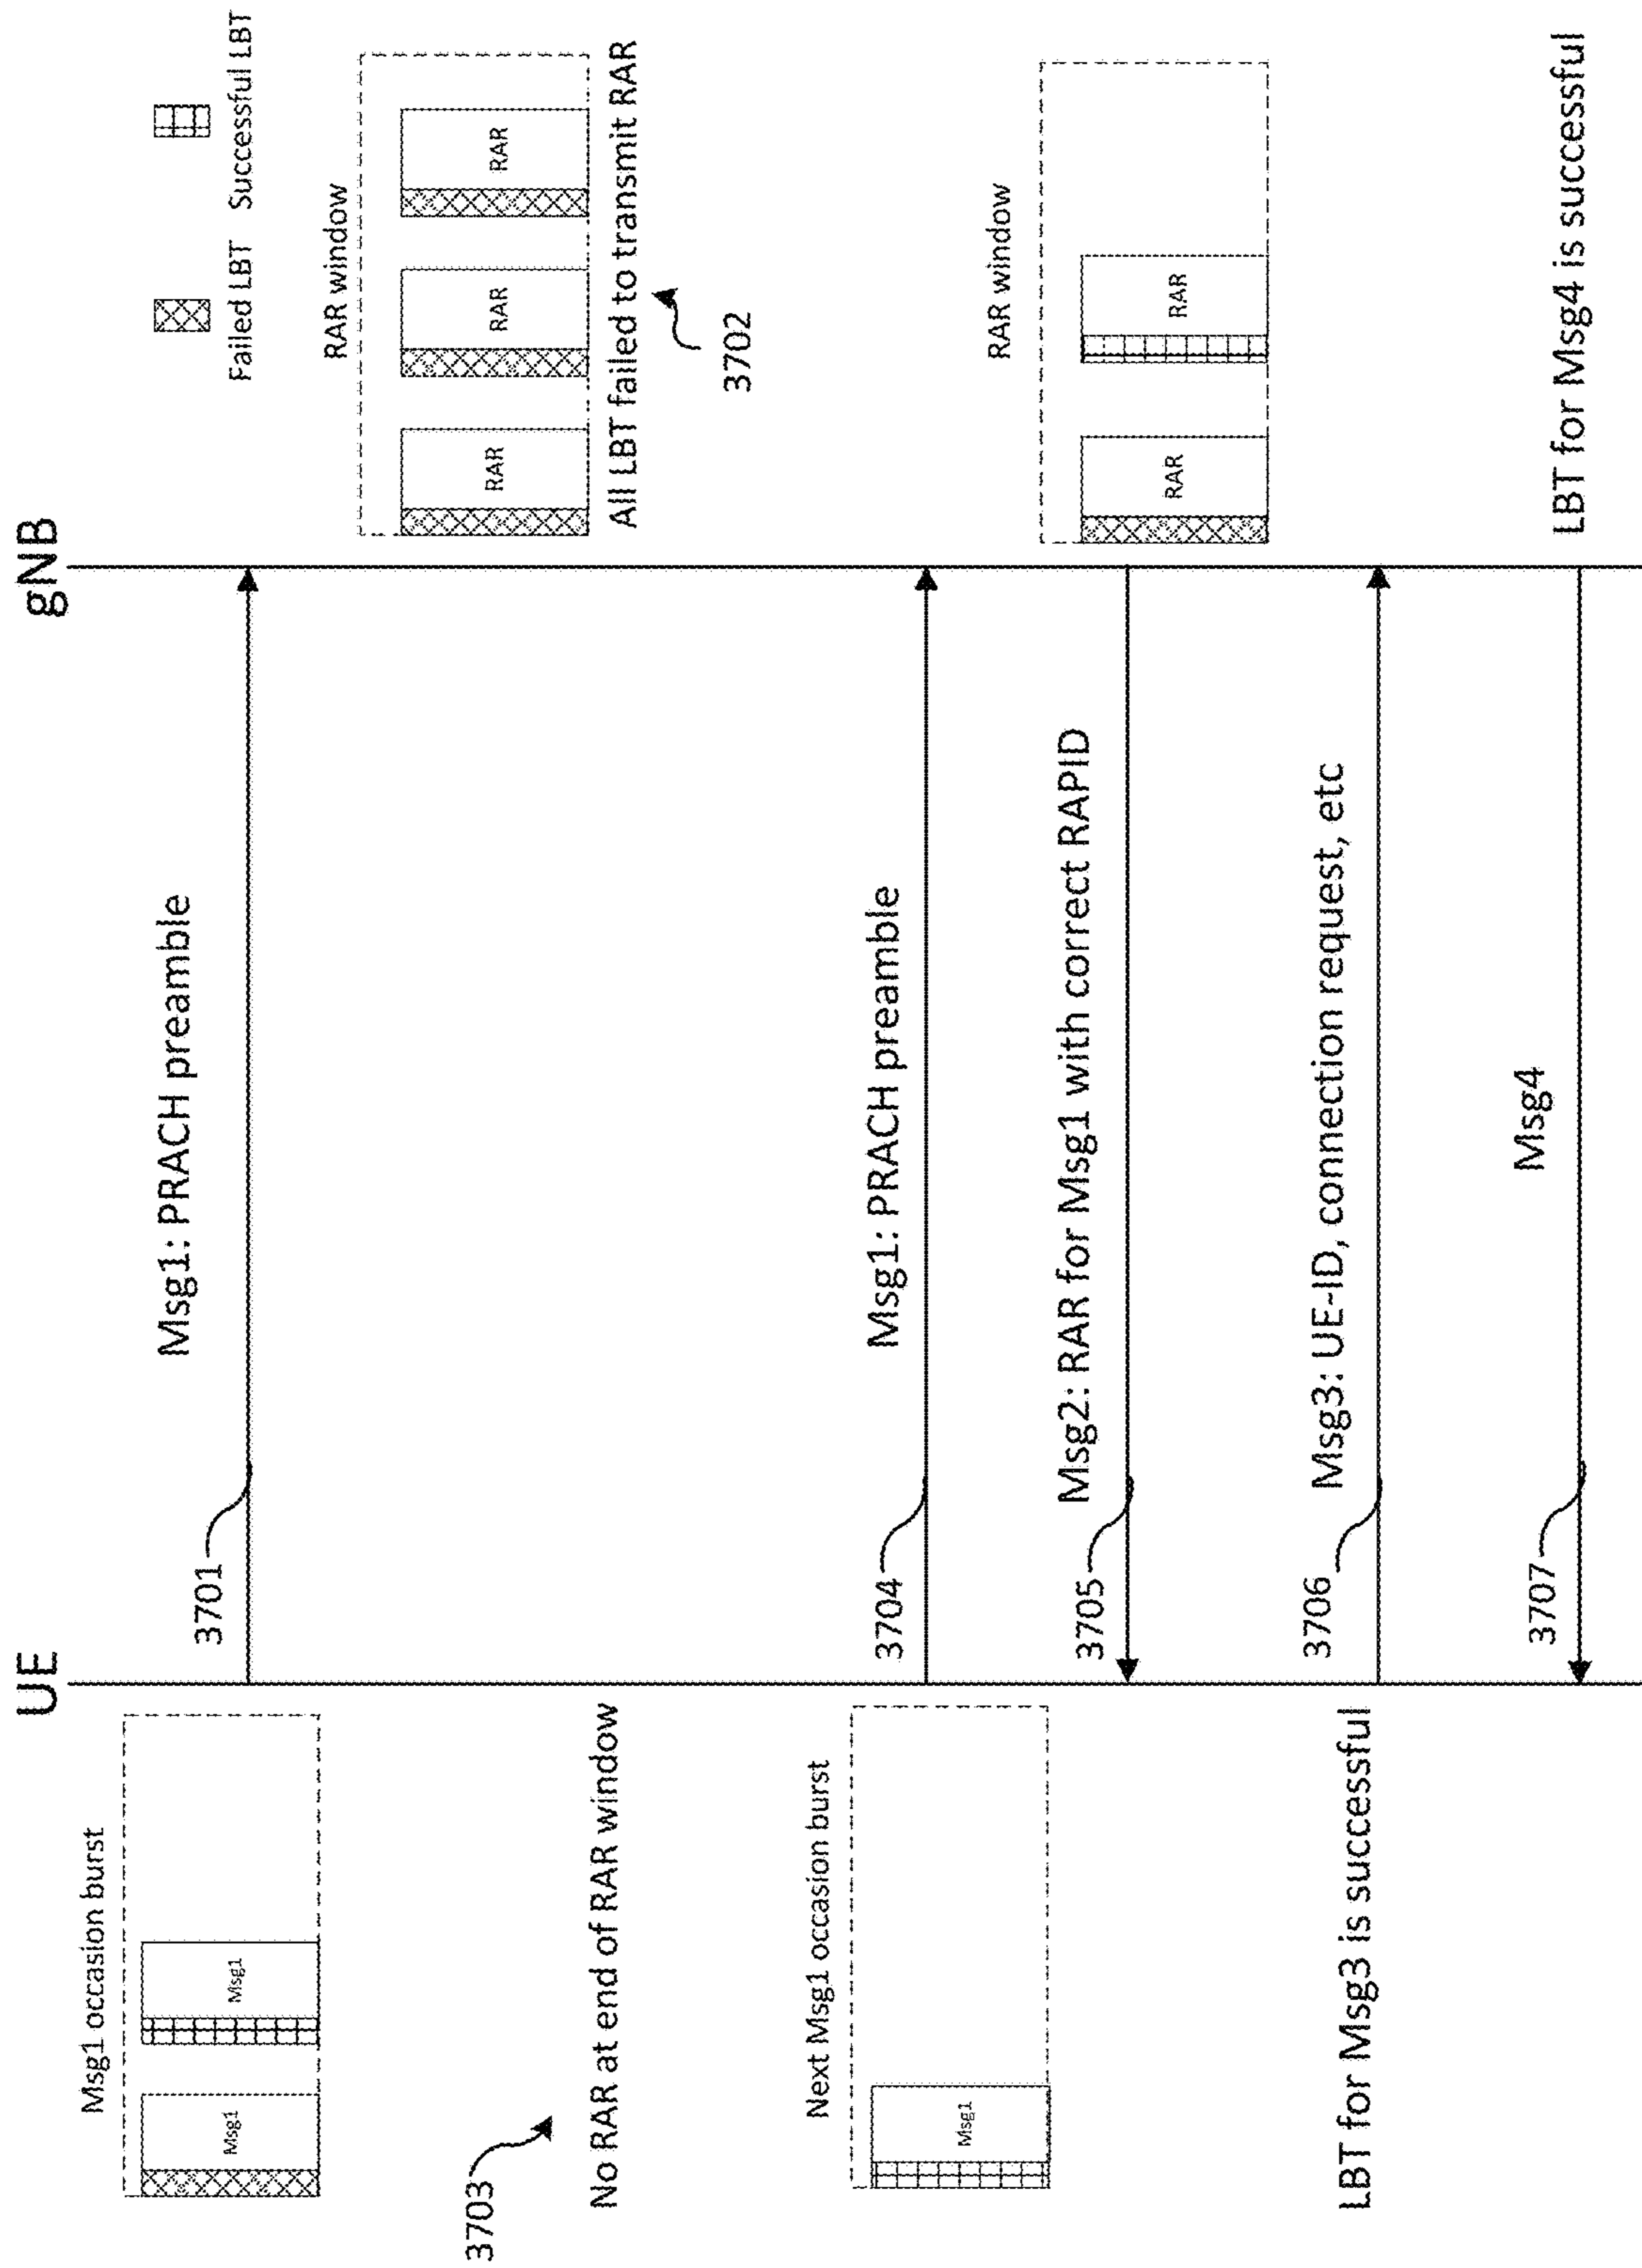 UE
gNB
Failed LBT
Successful LBT
Msg1 occasion burst
Msg1
Msg1
3701
Msg1: PRACH preamble
RAR window
RAR
RAR
RAR
All LBT failed to transmit RAR
3702
3703
No RAR at end of RAR window
Next Msg1 occasion burst
Msg1
3704
Msg1: PRACH preamble
RAR window
RAR
RAR
3705
Msg2: RAR for Msg1 with correct RAPID
3706
Msg3: UE-ID, connection request, etc
LBT for Msg3 is successful
3707
Msg4
LBT for Msg4 is successful